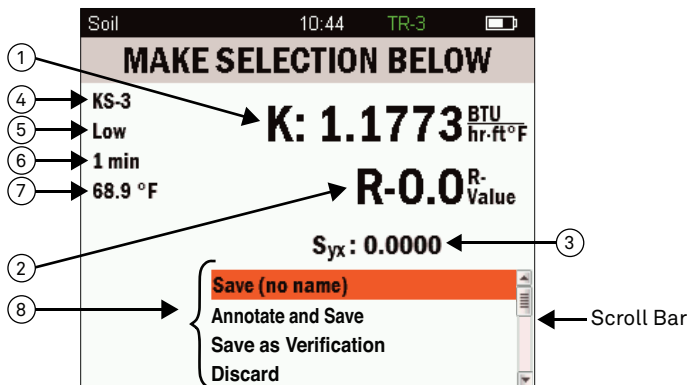 Soil 10:44 TR-3
MAKE SELECTION BELOW
1
4 KS-3
K: 1.1773 BTU
hr·ft°F
5 Low
6 1 min
7 68.9 °F
R-0.0 R-
Value
2
Syx: 0.0000 3
8
Save (no name)
Annotate and Save
Scroll Bar
Save as Verification
Discard